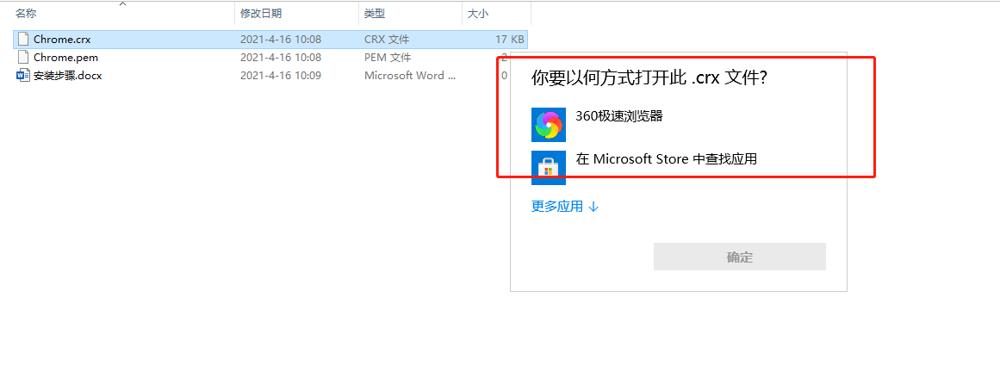 名称 修改日期 类型 大小
Chrome.crx 2021-4-16 10:08 CRX 文件 17 KB
Chrome.pem 2021-4-16 10:08 PEM 文件 2
安装步骤.docx 2021-4-16 10:09 Microsoft Word ... 0
你要以何方式打开此 .crx 文件?
360极速浏览器
在 Microsoft Store 中查找应用
更多应用 ↓
确定